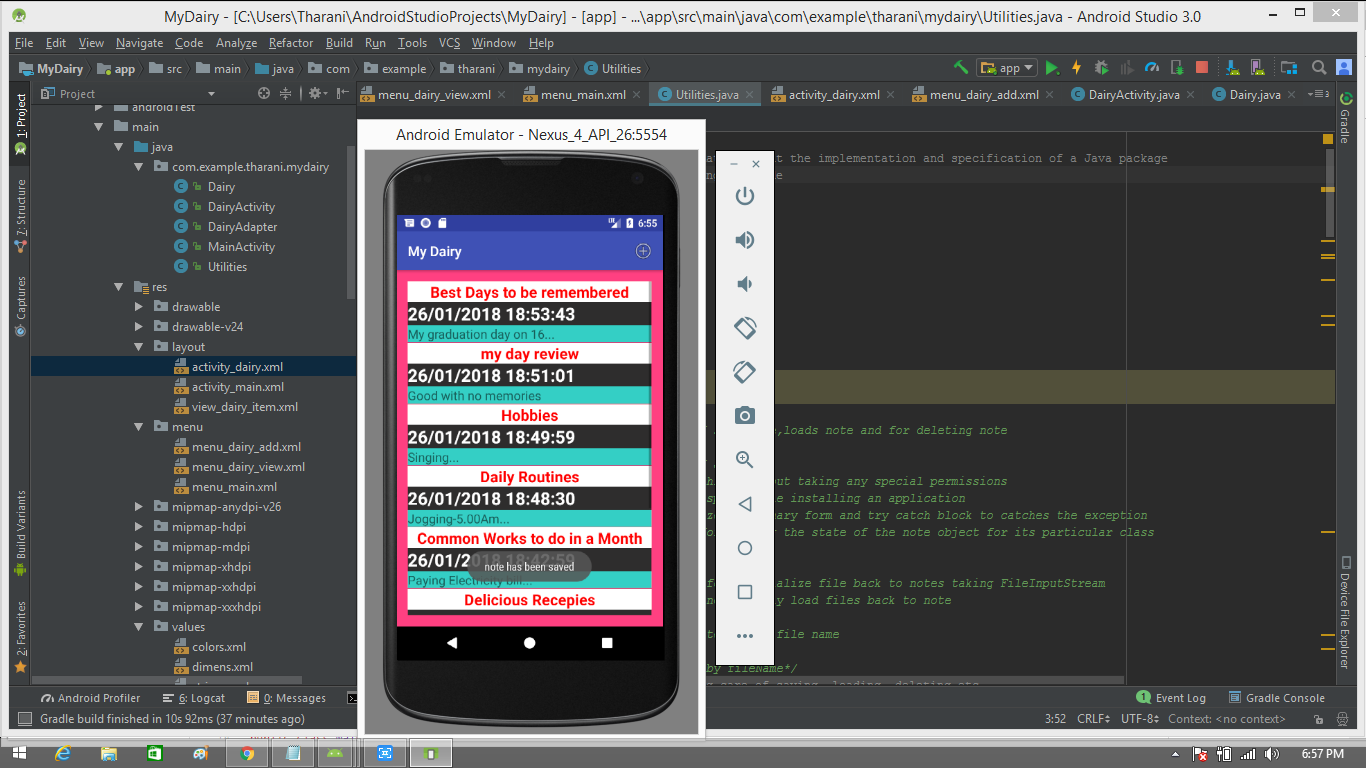 MyDairy - [C:\Users\Tharani\AndroidStudioProjects\MyDairy] - [app] - ...\app\src\main\java\com\example\tharani\mydairy\Utilities.java - Android Studio 3.0
File Edit View Navigate Code Analyze Refactor Build Run Tools VCS Window Help
MyDairy app src main java com example tharani mydairy Utilities
app
Project
menu_dairy_view.xml menu_main.xml Utilities.java activity_dairy.xml menu_dairy_add.xml DairyActivity.java Dairy.java
1: Project
7: Structure
Captures
Build Variants
2: Favorites
androidTest
main
java
com.example.tharani.mydairy
Dairy
DairyActivity
DairyAdapter
MainActivity
Utilities
res
drawable
drawable-v24
layout
activity_dairy.xml
activity_main.xml
view_dairy_item.xml
menu
menu_dairy_add.xml
menu_dairy_view.xml
menu_main.xml
mipmap-anydpi-v26
mipmap-hdpi
mipmap-mdpi
mipmap-xhdpi
mipmap-xxhdpi
mipmap-xxxhdpi
values
colors.xml
dimens.xml
Android Emulator - Nexus_4_API_26:5554
6:55
My Dairy
Best Days to be remembered
26/01/2018 18:53:43
My graduation day on 16...
my day review
26/01/2018 18:51:01
Good with no memories
Hobbies
26/01/2018 18:49:59
Singing...
Daily Routines
26/01/2018 18:48:30
Jogging-5.00Am...
Common Works to do in a Month
26/01/2018 18:42:59
Paying Electricity bill...
note has been saved
Delicious Recepies
t the implementation and specification of a Java package
e
,loads note and for deleting note
out taking any special permissions
e installing an application
ary form and try catch block to catches the exception
the state of the note object for its particular class
alize file back to notes taking FileInputStream
y load files back to note
file name
by fileName*/
g care of saving, loading, deleting etc
Gradle
Device File Explorer
Android Profiler 6: Logcat 0: Messages
1 Event Log Gradle Console
Gradle build finished in 10s 92ms (37 minutes ago)
3:52 CRLF UTF-8 Context: <no context>
6:57 PM